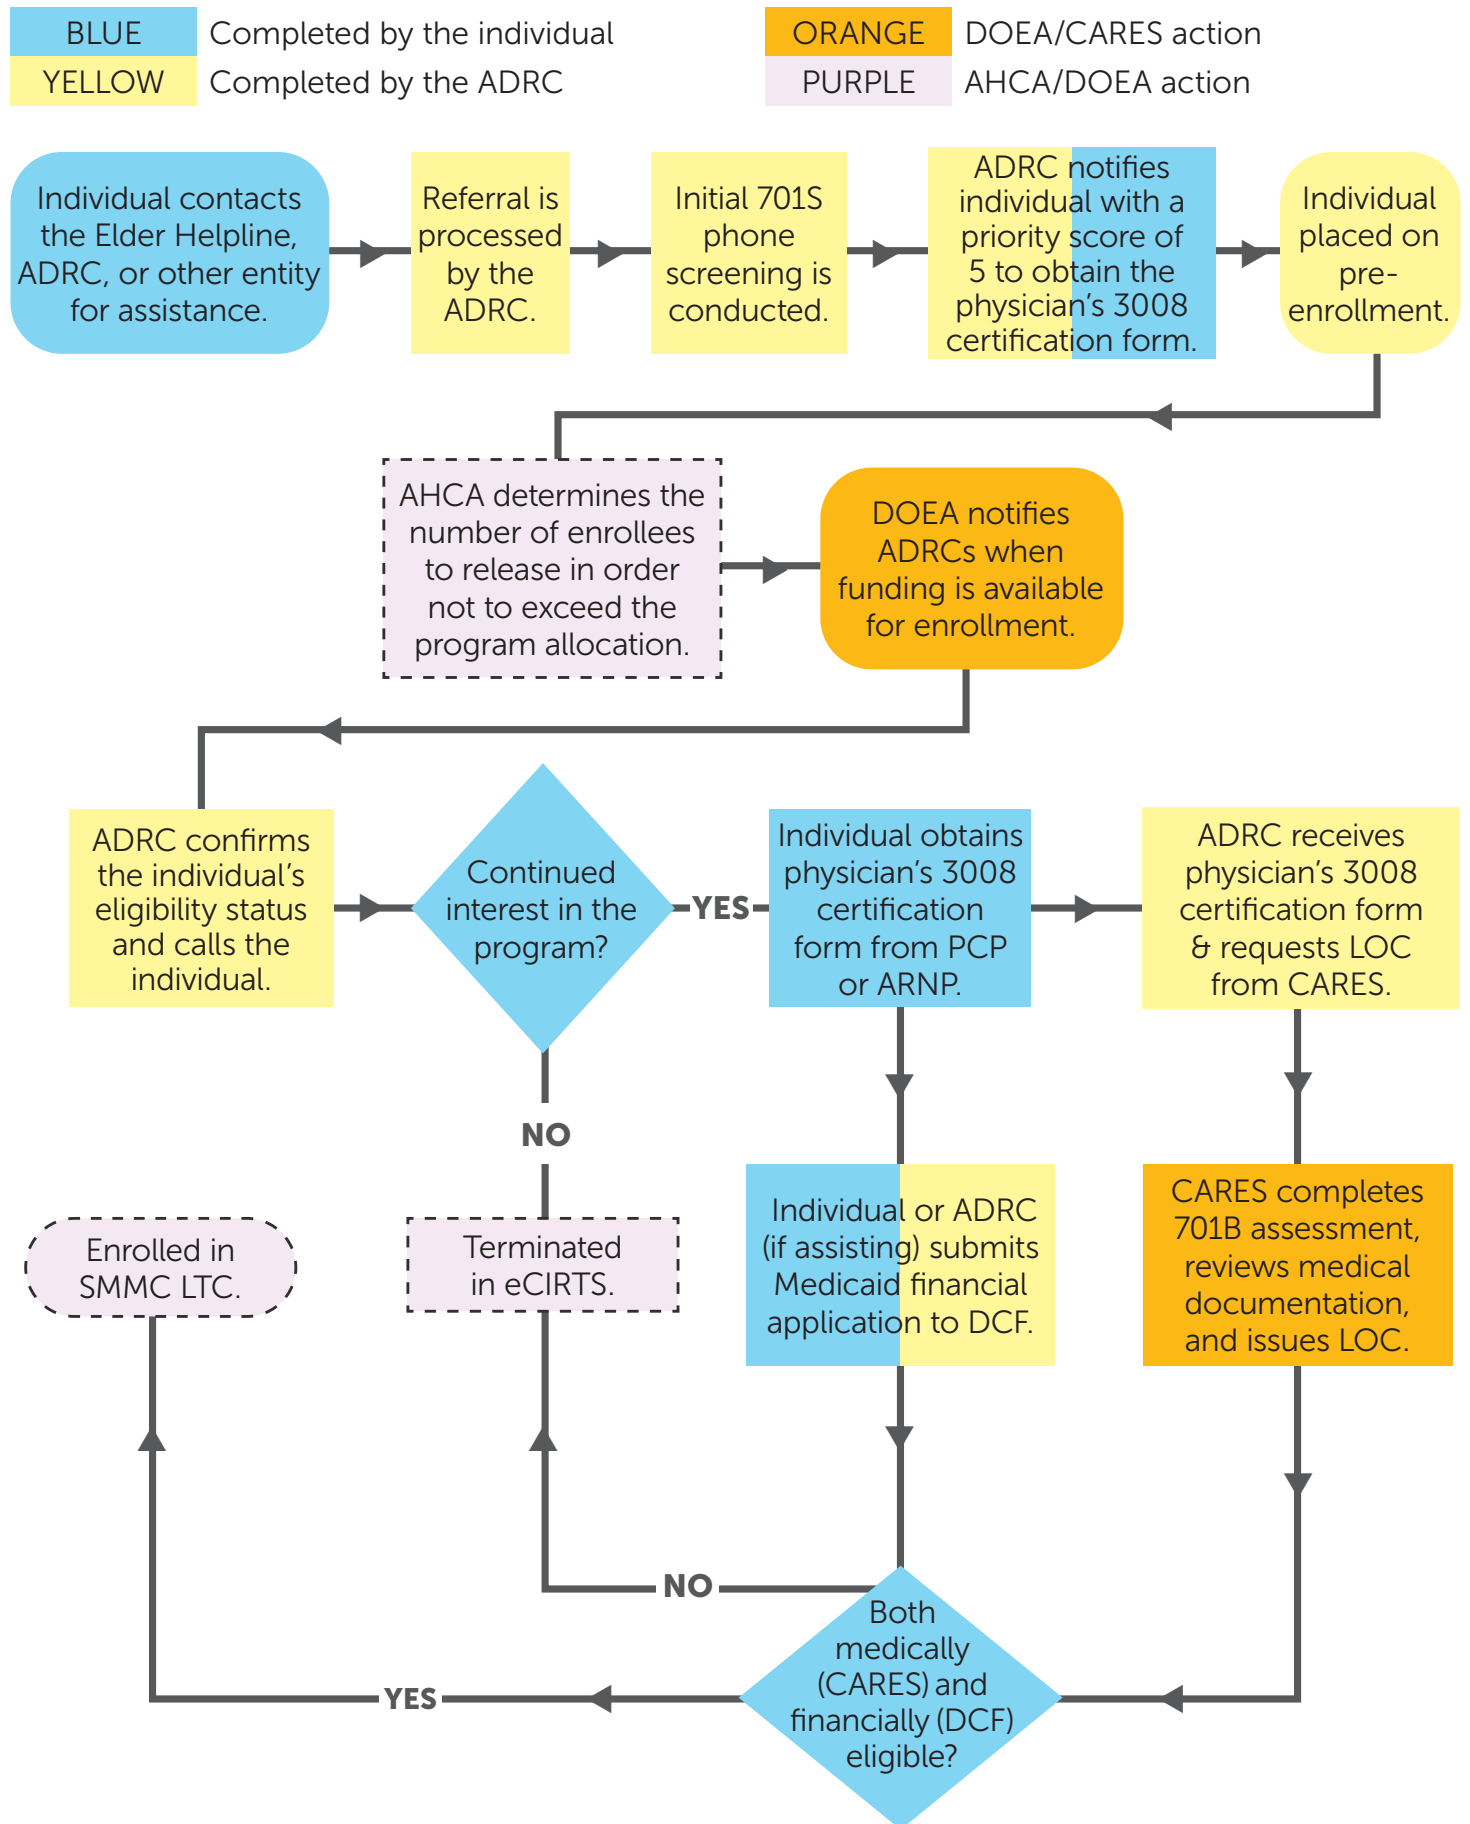 BLUE Completed by the individual
YELLOW Completed by the ADRC
ORANGE DOEA/CARES action
PURPLE AHCA/DOEA action
Individual contacts
the Elder Helpline,
ADRC, or other entity
for assistance.
Referral is
processed
by the
ADRC.
Initial 701S
phone
screening is
conducted.
ADRC notifies
individual with a
priority score of
5 to obtain the
physician’s 3008
certification form.
Individual
placed on
pre-
enrollment.
AHCA determines the
number of enrollees
to release in order
not to exceed the
program allocation.
DOEA notifies
ADRCs when
funding is available
for enrollment.
ADRC confirms
the individual’s
eligibility status
and calls the
individual.
Continued
interest in the
program?
YES
Individual obtains
physician’s 3008
certification
form from PCP
or ARNP.
ADRC receives
physician’s 3008
certification form
& requests LOC
from CARES.
NO
Enrolled in
SMMC LTC.
Terminated
in eCIRTS.
Individual or ADRC
(if assisting) submits
Medicaid financial
application to DCF.
CARES completes
701B assessment,
reviews medical
documentation,
and issues LOC.
NO
Both
medically
(CARES) and
financially (DCF)
eligible?
YES